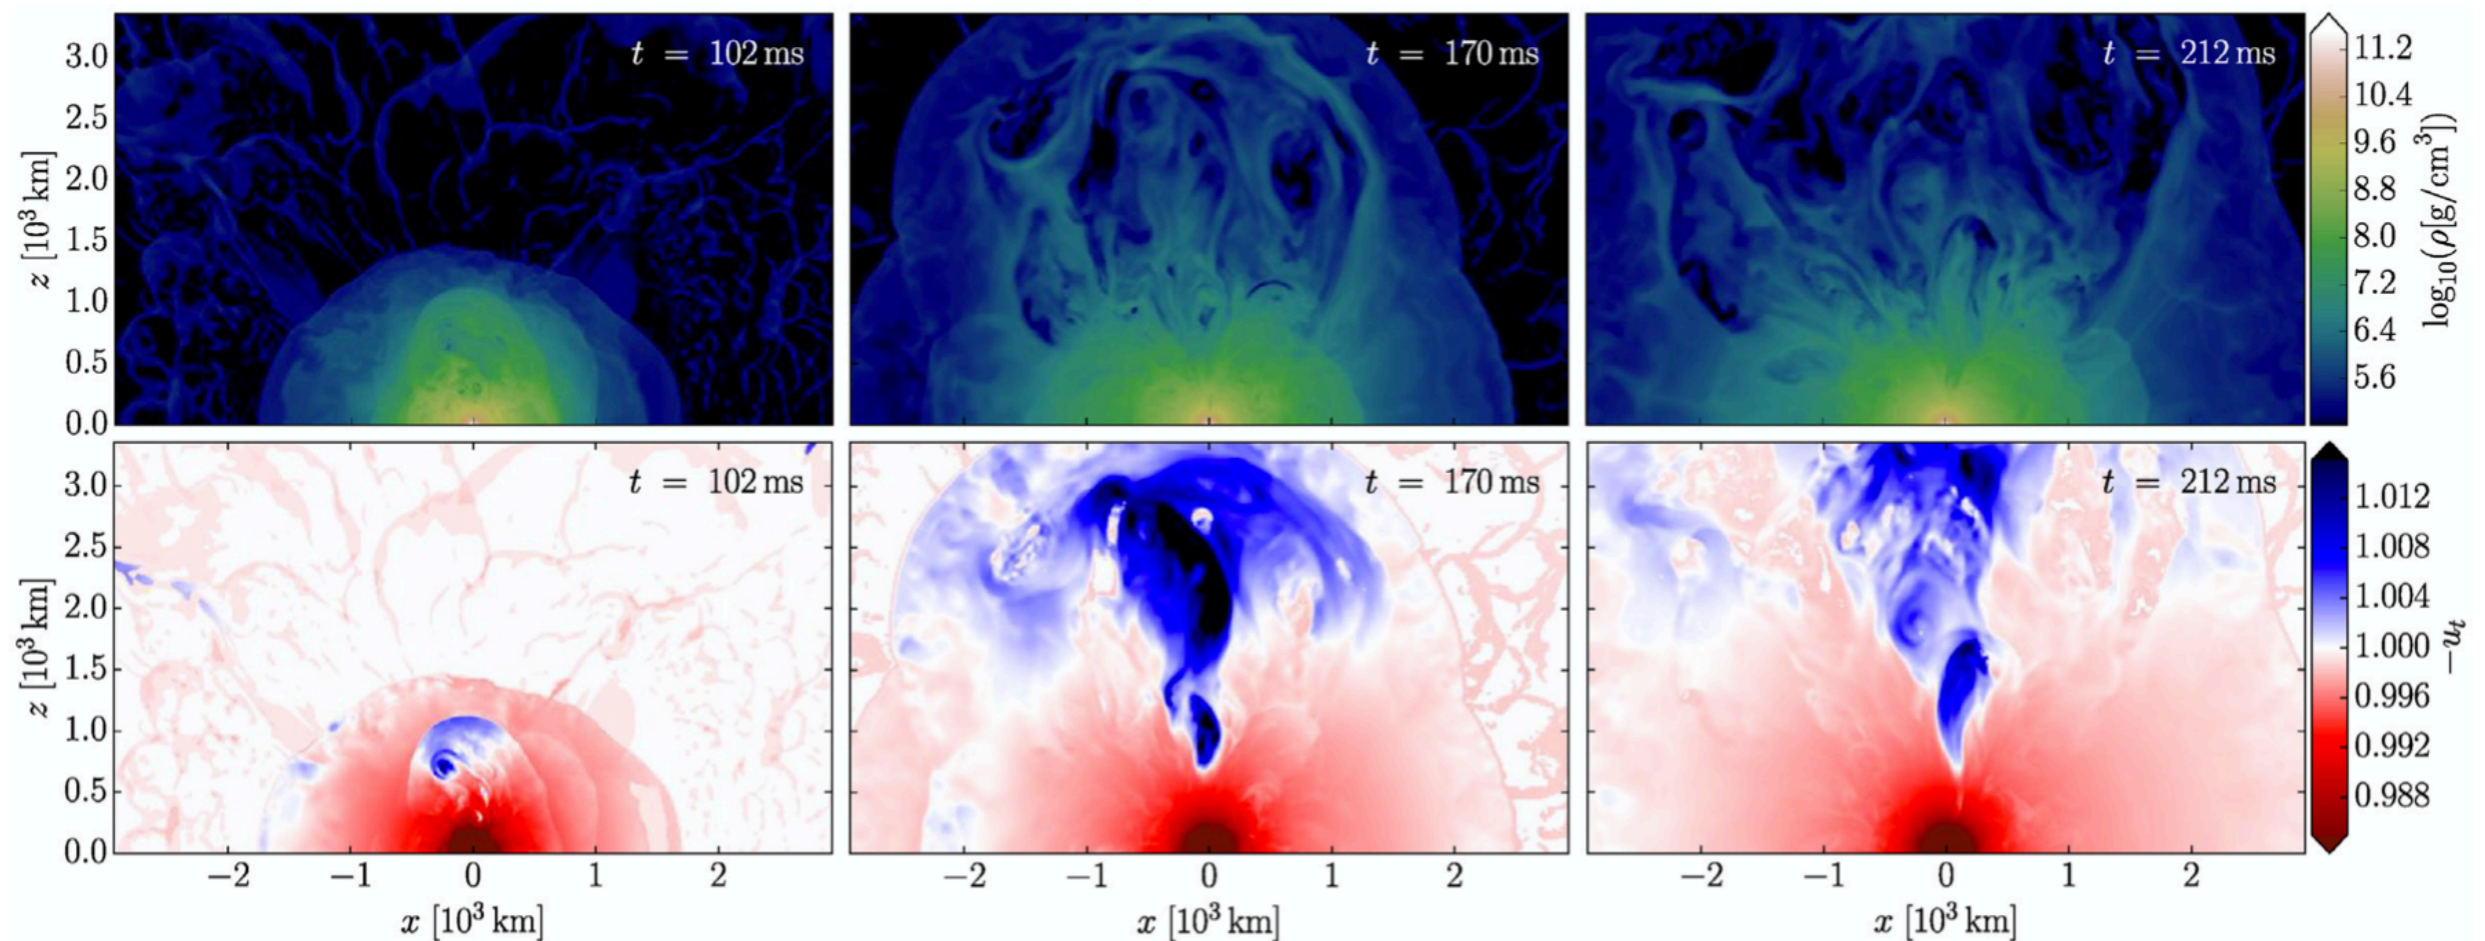 t = 102 ms
t = 170 ms
t = 212 ms
3.0
2.5
2.0
1.5
1.0
0.5
0.0
z [10³ km]
11.2
10.4
9.6
8.8
8.0
7.2
6.4
5.6
log₁₀(ρ[g/cm³])
t = 102 ms
t = 170 ms
t = 212 ms
3.0
2.5
2.0
1.5
1.0
0.5
0.0
z [10³ km]
1.012
1.008
1.004
1.000
0.996
0.992
0.988
−uₜ
−2 −1 0 1 2
−2 −1 0 1 2
−2 −1 0 1 2
x [10³ km]
x [10³ km]
x [10³ km]